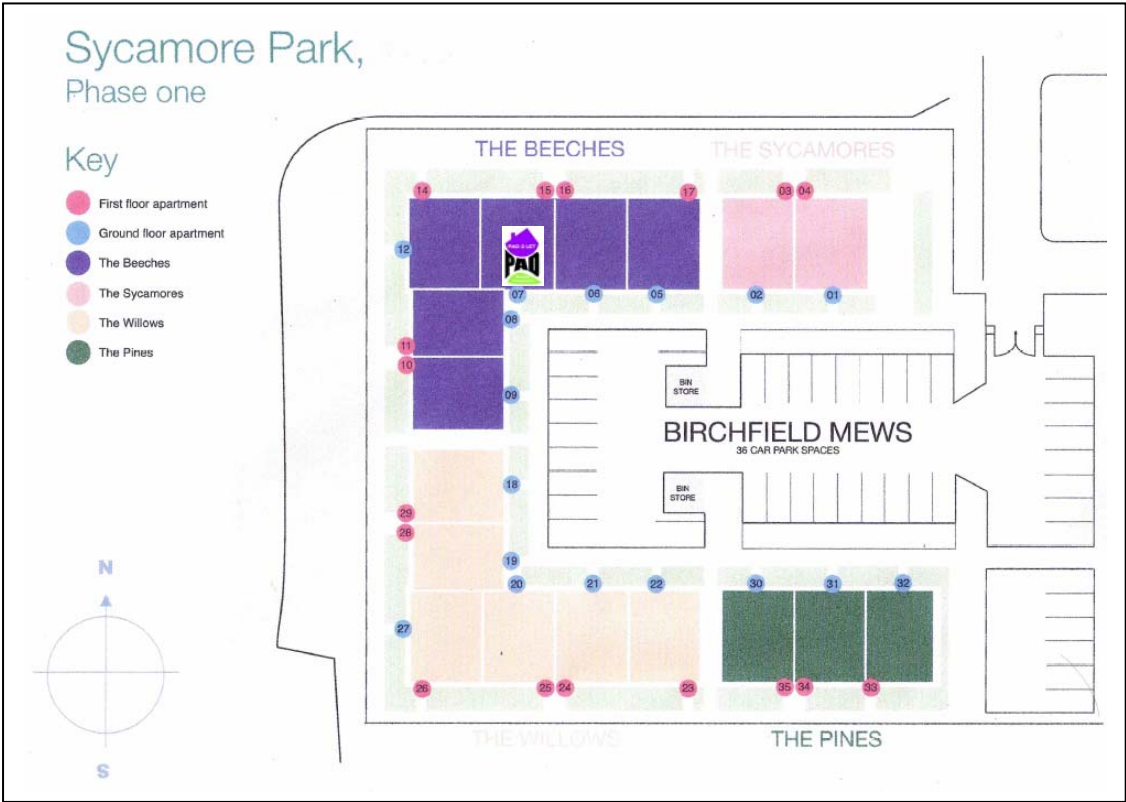 Sycamore Park,
Phase one
Key
First floor apartment
Ground floor apartment
The Beeches
The Sycamores
The Willows
The Pines
THE BEECHES
THE SYCAMORES
14
15
16
17
03
04
12
PAD
07
06
05
02
01
08
11
10
09
BIN
STORE
BIRCHFIELD MEWS
36 CAR PARK SPACES
BIN
STORE
18
29
28
19
20
21
22
30
31
32
27
26
25
24
23
35
34
33
THE WILLOWS
THE PINES
N
S